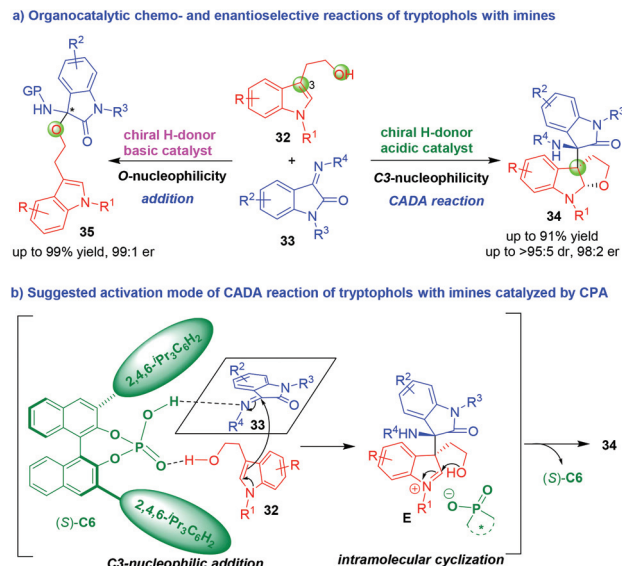 a) Organocatalytic chemo- and enantioselective reactions of tryptophols with imines
R²
GP
HN
*
N
R³
O
O
R
N
R¹
35
up to 99% yield, 99:1 er
chiral H-donor
basic catalyst
O-nucleophilicity
addition
OH
3
R
N
R¹
32
+
N
R⁴
R²
O
N
R³
33
chiral H-donor
acidic catalyst
C3-nucleophilicity
CADA reaction
R²
R⁴
NH
N
R³
O
R
N
R¹
O
34
up to 91% yield
up to >95:5 dr, 98:2 er
b) Suggested activation mode of CADA reaction of tryptophols with imines catalyzed by CPA
2,4,6-ⁱPr₃C₆H₂
O
H
O
P
O
O
(S)-C6
2,4,6-ⁱPr₃C₆H₂
R²
N
R³
N
O
R⁴
33
HO
R
N
R¹
32
C3-nucleophilic addition
R²
N
R³
R⁴HN
O
R
N
⊕
R¹
HO
E
⊖
O
O
P
*
intramolecular cyclization
(S)-C6
34